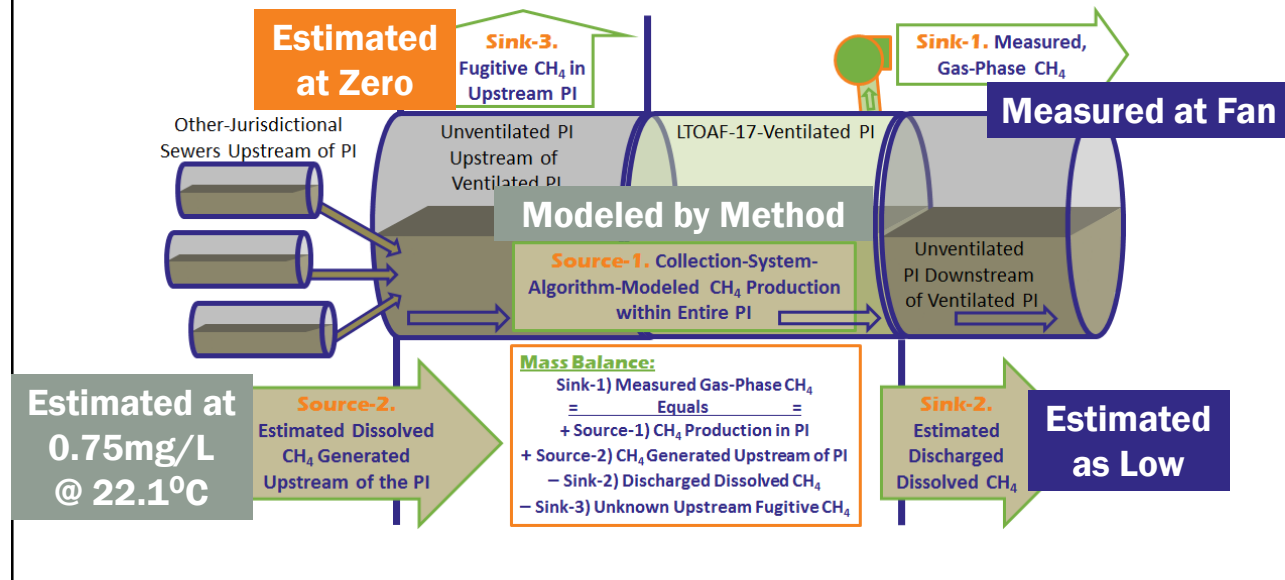 Estimated
at Zero
Sink-3.
Fugitive CH₄ in
Upstream PI
Sink-1. Measured,
Gas-Phase CH₄
Measured at Fan
Other-Jurisdictional
Sewers Upstream of PI
Unventilated PI
Upstream of
Ventilated PI
LTOAF-17-Ventilated PI
Modeled by Method
Source-1. Collection-System-
Algorithm-Modeled CH₄ Production
within Entire PI
Unventilated
PI Downstream
of Ventilated PI
Estimated at
0.75mg/L
@ 22.1⁰C
Source-2.
Estimated Dissolved
CH₄ Generated
Upstream of the PI
Mass Balance:
Sink-1) Measured Gas-Phase CH₄
= Equals =
+ Source-1) CH₄ Production in PI
+ Source-2) CH₄ Generated Upstream of PI
– Sink-2) Discharged Dissolved CH₄
– Sink-3) Unknown Upstream Fugitive CH₄
Sink-2.
Estimated
Discharged
Dissolved CH₄
Estimated
as Low